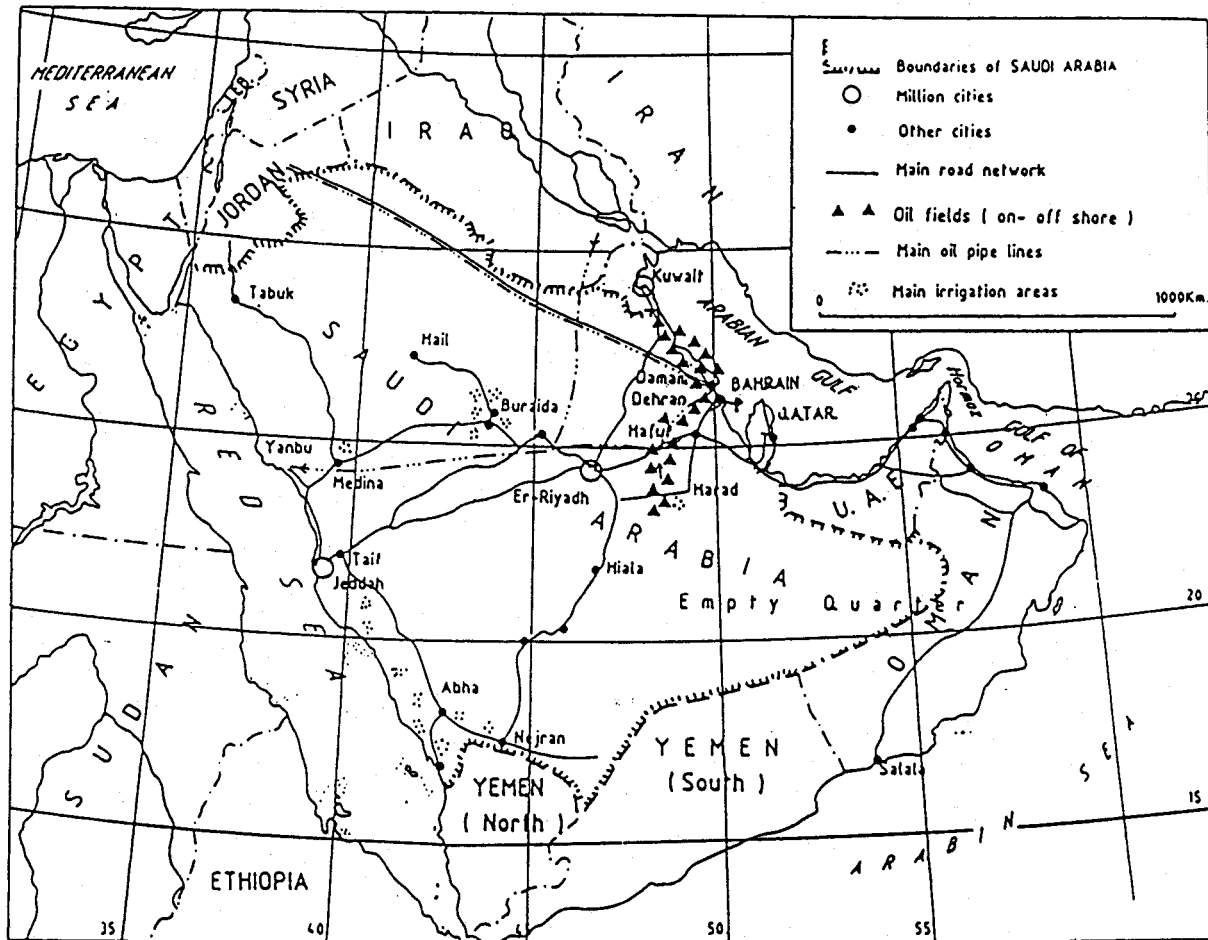 MEDITERRANEAN
SEA
LEB
SYRIA
IRAQ
IRAN
JORDAN
EGYPT
Kuwait
Tabuk
SAUDI
Mail
ARABIAN GULF
Daman
BAHRAIN
Dehran
QATAR
Hormoz
Buraida
Hafuf
GULF OF
OMAN
Yanbu
Medina
Er-Riyadh
Harad
U.A.E
RED SEA
ARABIA
Taif
Jeddah
Hiala
Empty Quarter
OMAN
20
SUDAN
Abha
Nejran
YEMEN
(South)
Salala
YEMEN
(North)
15
ARABIN SEA
ETHIOPIA
35
40
50
55
Boundaries of SAUDI ARABIA
Million cities
Other cities
Main road network
Oil fields (on- off shore)
Main oil pipe lines
Main irrigation areas
0 1000Km.